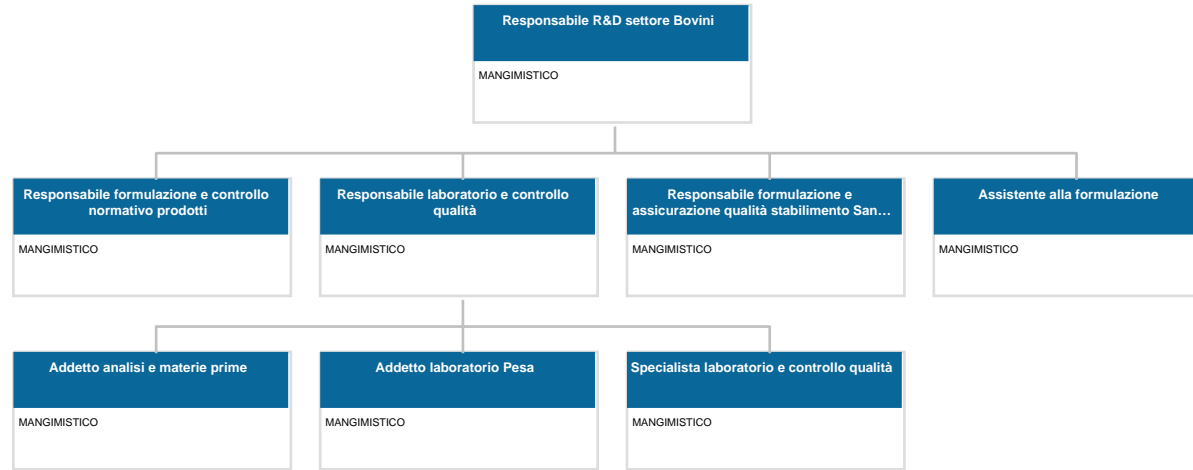 Responsabile R&D settore Bovini
MANGIMISTICO
Responsabile formulazione e controllo
normativo prodotti
MANGIMISTICO
Responsabile laboratorio e controllo
qualità
MANGIMISTICO
Responsabile formulazione e
assicurazione qualità stabilimento San...
MANGIMISTICO
Assistente alla formulazione
MANGIMISTICO
Addetto analisi e materie prime
MANGIMISTICO
Addetto laboratorio Pesa
MANGIMISTICO
Specialista laboratorio e controllo qualità
MANGIMISTICO